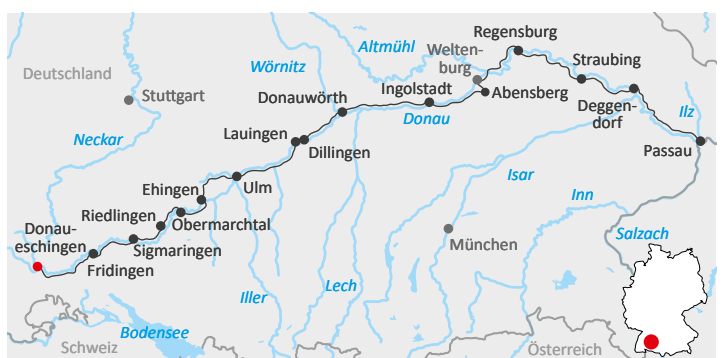 Regensburg
Altmühl
Welten-
burg
Straubing
Deutschland
Wörnitz
Ingolstadt
Abensberg
Stuttgart
Donauwörth
Donau
Deggen-
dorf
Ilz
Neckar
Lauingen
Dillingen
Passau
Ehingen
Ulm
Isar
Inn
Riedlingen
Obermarchtal
Donau-
eschingen
Sigmaringen
München
Salzach
Fridingen
Iller
Lech
Bodensee
Schweiz
Österreich